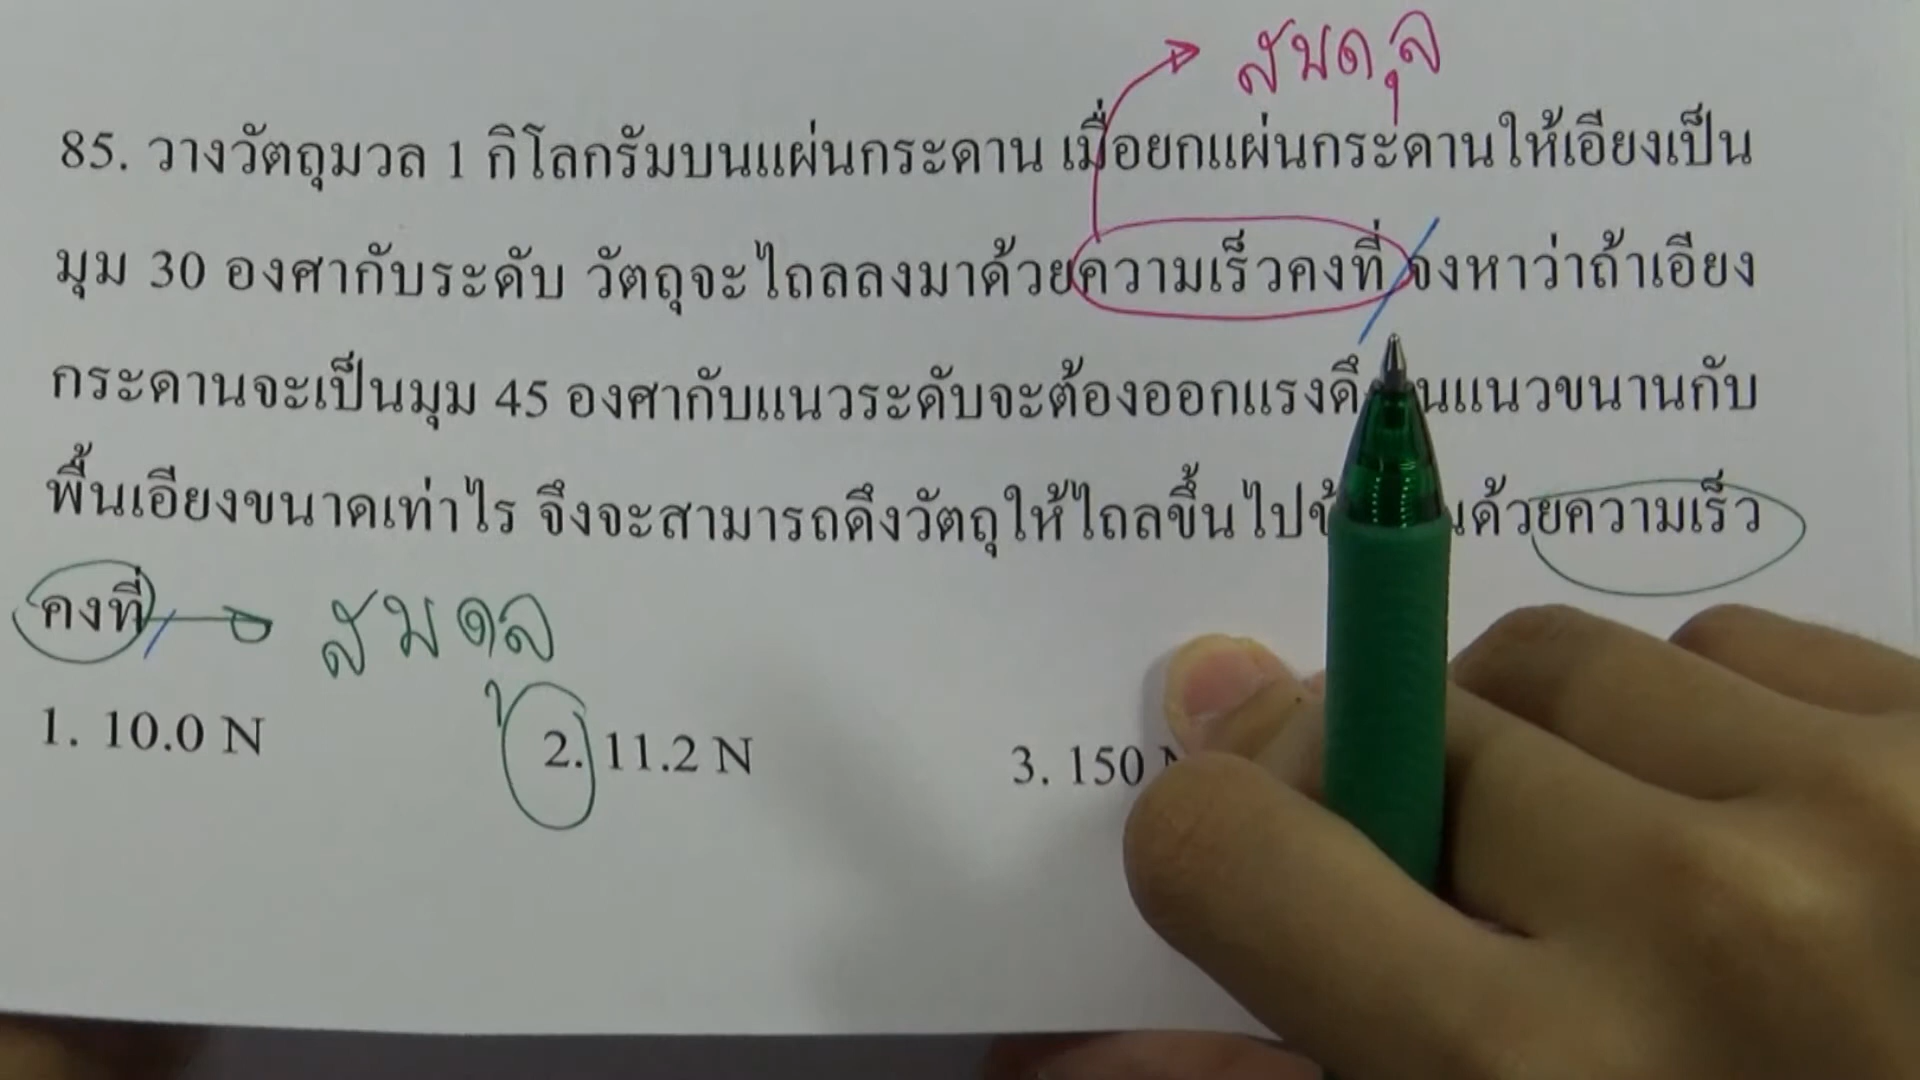 สมดุล
85. วางวัตถุมวล 1 กิโลกรัมบนแผ่นกระดาน เมื่อยกแผ่นกระดานให้เอียงเป็น
มุม 30 องศากับระดับ วัตถุจะไถลลงมาด้วยความเร็วคงที่ จงหาว่าถ้าเอียง
กระดานจะเป็นมุม 45 องศากับแนวระดับจะต้องออกแรงดึ นแนวขนานกับ
พื้นเอียงขนาดเท่าไร จึงจะสามารถดึงวัตถุให้ไถลขึ้นไปข้ นด้วยความเร็ว
คงที่ สมดุล
1. 10.0 N 2. 11.2 N 3. 150 N